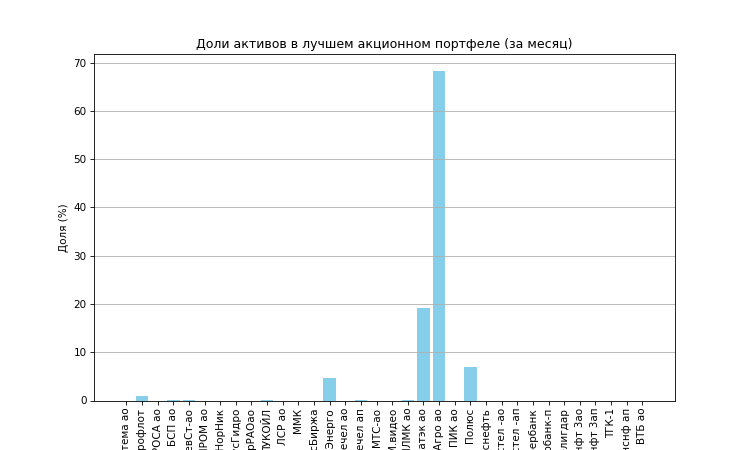 Доли активов в лучшем акционном портфеле (за месяц)
70
60
50
40
30
20
10
0
Доля (%)
тема ао
рофлот
РОСА ао
БСП ао
евСт-ао
ПРОМ ао
НорНик
сГидро
рРАОао
УКОЙЛ
ЛСР ао
ММК
сБиржа
Энерго
ечел ао
ечел ап
МТС-ао
М.видео
ЛМК ао
атэк ао
Агро ао
ПИК ао
Полюс
снефть
стел -ао
стел -ап
ербанк
рбанк-п
лигдар
нфт 3ао
нфт 3ап
ТГК-1
нснф ап
ВТБ ао